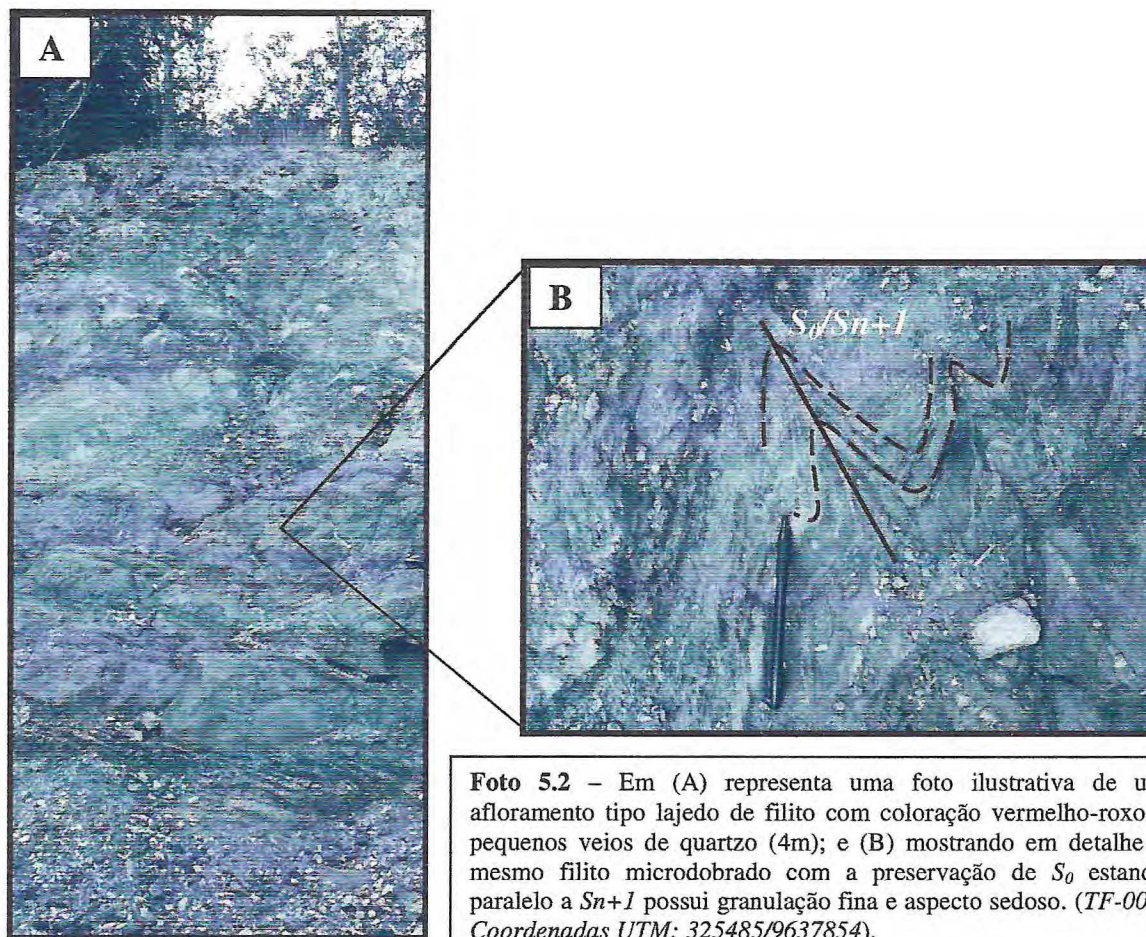 A
B
S₀/Sn+1
Foto 5.2 – Em (A) representa uma foto ilustrativa de u
afloramento tipo lajedo de filito com coloração vermelho-roxo
pequenos veios de quartzo (4m); e (B) mostrando em detalhe
mesmo filito microdobrado com a preservação de S₀ estand
paralelo a Sn+1 possui granulação fina e aspecto sedoso. (TF-00
Coordenadas UTM: 325485/9637854).